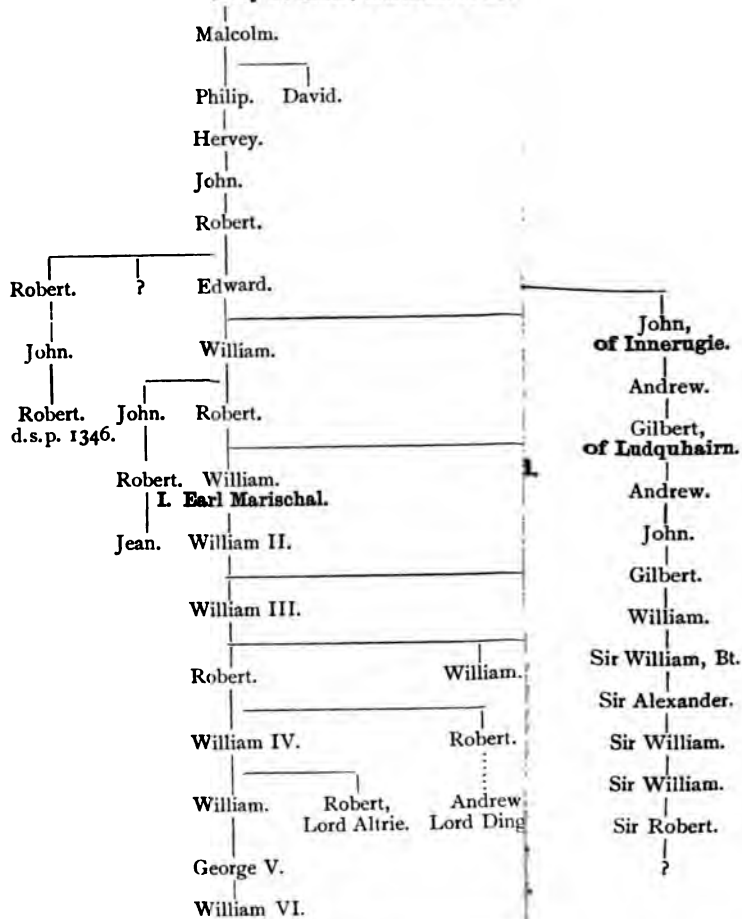 Malcolm.
Philip. David.
Hervey.
John.
Robert.
Robert. ? Edward.
John,
of Innerugie.
John. William.
Andrew.
Robert. John. Robert.
d.s.p. 1346.
Gilbert,
of Ludquhairn.
Robert. William.
I. Earl Marischal.
Andrew.
Jean. William II.
John.
Gilbert.
William III.
William.
Robert. William.
Sir William, Bt.
Sir Alexander.
William IV. Robert.
Sir William.
Sir William.
William. Robert, Andrew
Lord Altrie. Lord Ding
Sir Robert.
George V.
?
William VI.